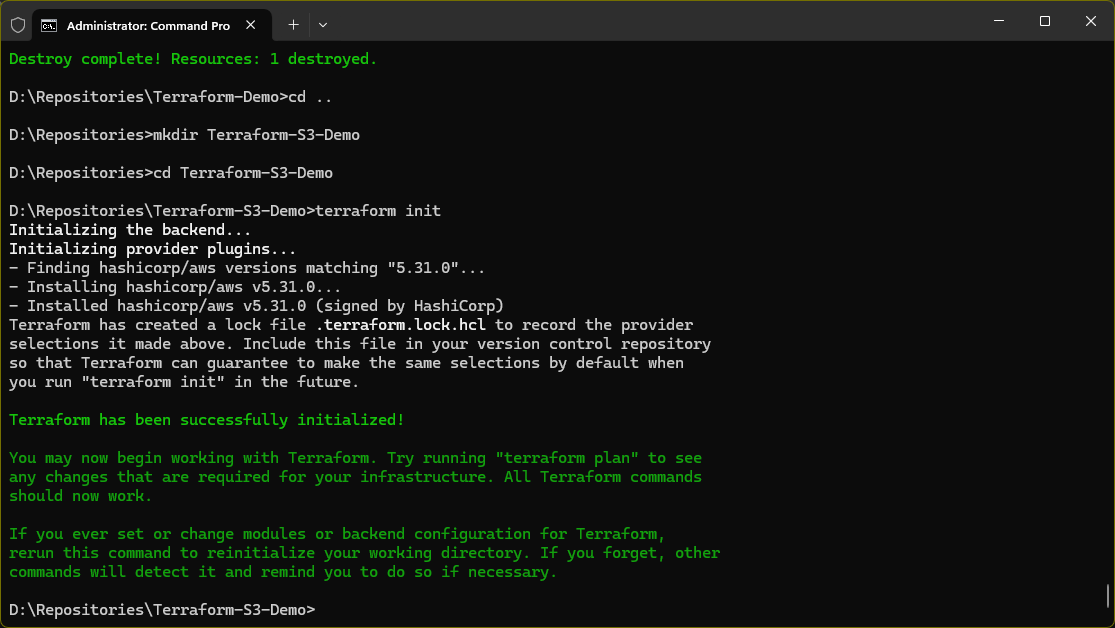 Administrator: Command Pro
Destroy complete! Resources: 1 destroyed.
D:\Repositories\Terraform-Demo>cd ..
D:\Repositories>mkdir Terraform-S3-Demo
D:\Repositories>cd Terraform-S3-Demo
D:\Repositories\Terraform-S3-Demo>terraform init
Initializing the backend...
Initializing provider plugins...
- Finding hashicorp/aws versions matching "5.31.0"...
- Installing hashicorp/aws v5.31.0...
- Installed hashicorp/aws v5.31.0 (signed by HashiCorp)
Terraform has created a lock file .terraform.lock.hcl to record the provider
selections it made above. Include this file in your version control repository
so that Terraform can guarantee to make the same selections by default when
you run "terraform init" in the future.
Terraform has been successfully initialized!
You may now begin working with Terraform. Try running "terraform plan" to see
any changes that are required for your infrastructure. All Terraform commands
should now work.
If you ever set or change modules or backend configuration for Terraform,
rerun this command to reinitialize your working directory. If you forget, other
commands will detect it and remind you to do so if necessary.
D:\Repositories\Terraform-S3-Demo>